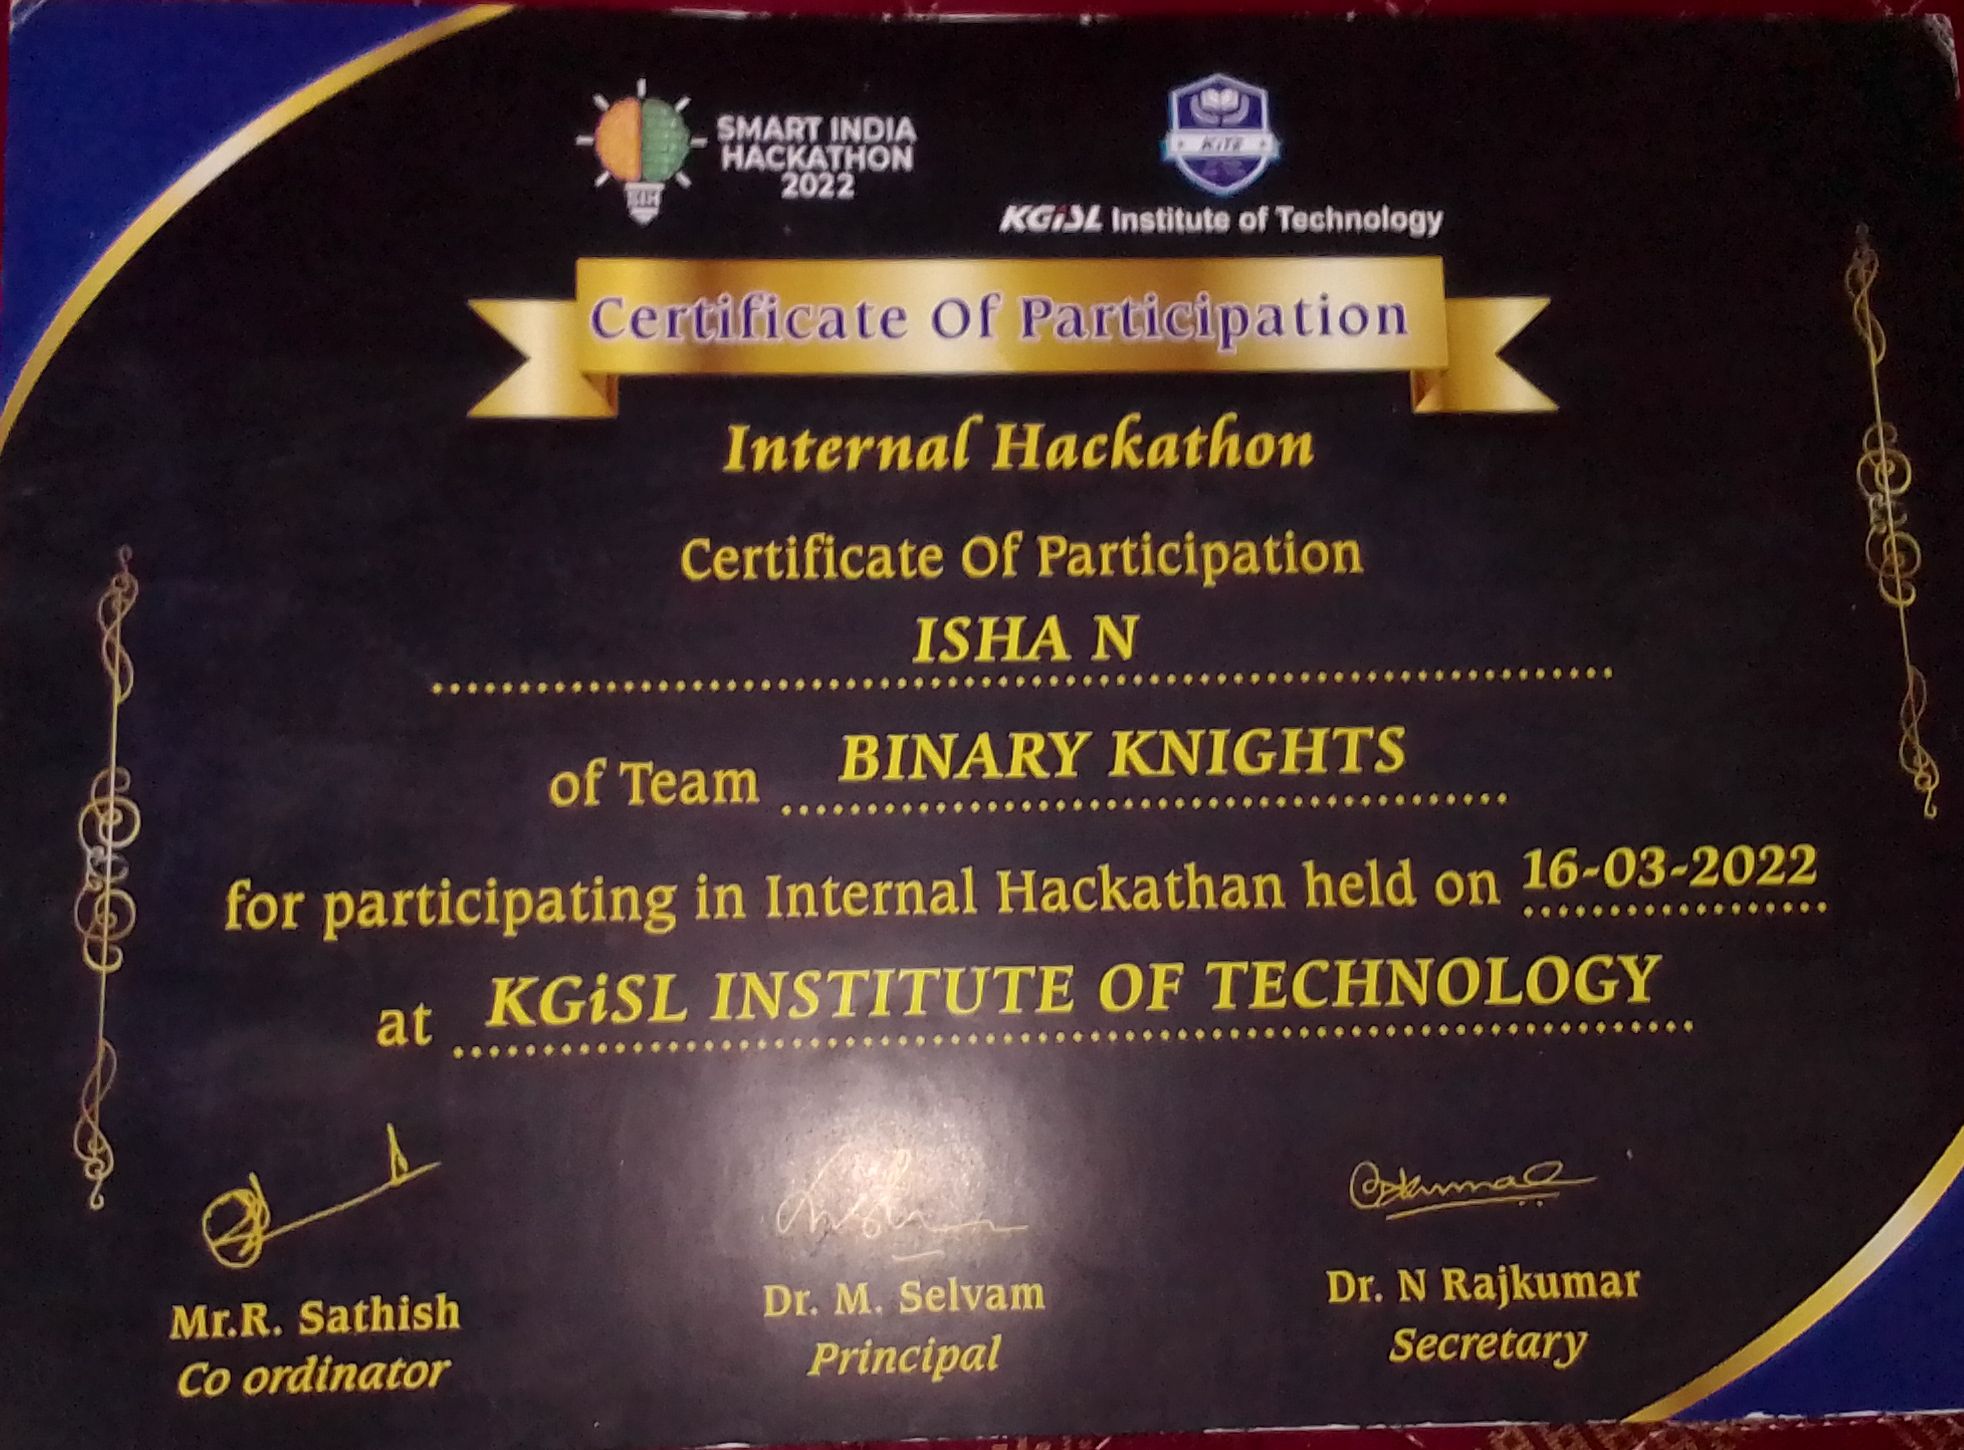 SMART INDIA
HACKATHON
2022
SIH
KiTE
KGiSL Institute of Technology
Certificate Of Participation
Internal Hackathon
Certificate Of Participation
ISHA N
of Team BINARY KNIGHTS
for participating in Internal Hackathan held on 16-03-2022
at KGiSL INSTITUTE OF TECHNOLOGY
Mr.R. Sathish
Co ordinator
Dr. M. Selvam
Principal
Dr. N Rajkumar
Secretary